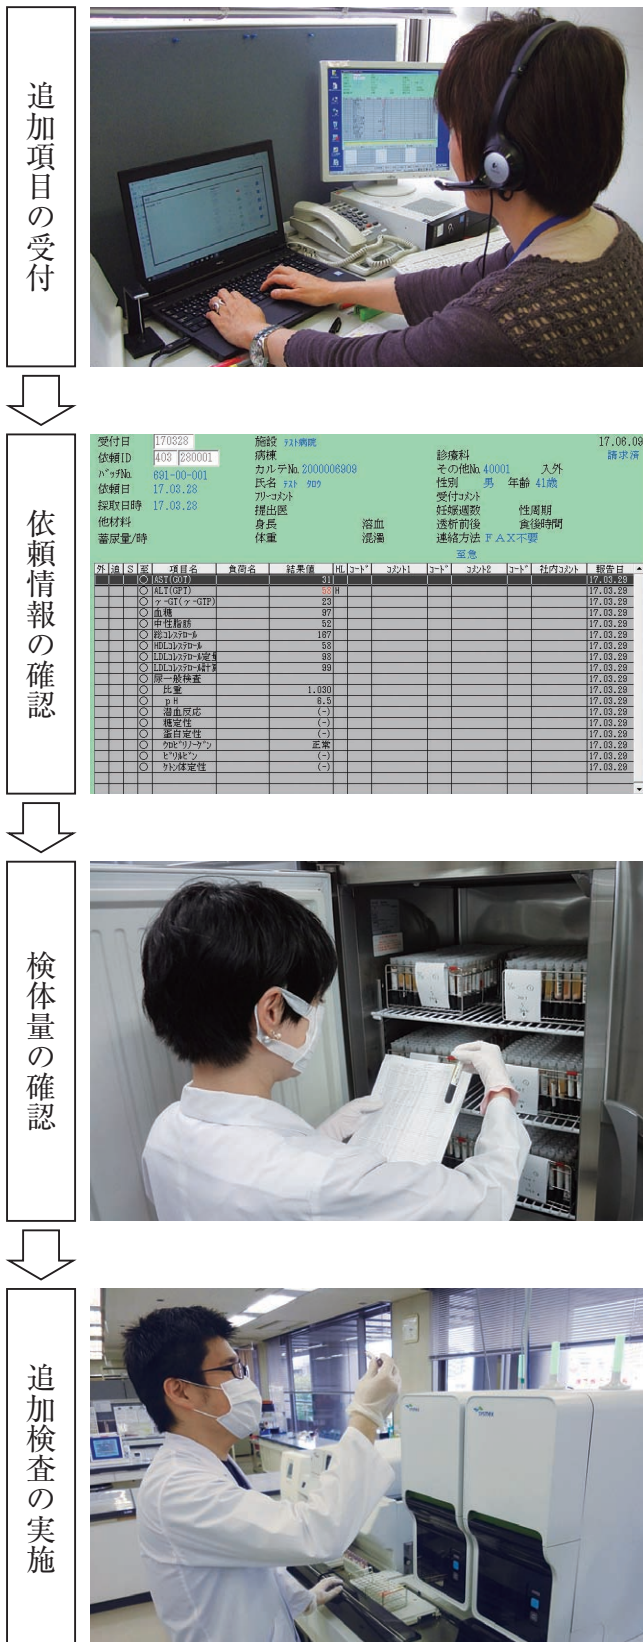 追加項目の受付
依頼情報の確認
受付日 170328 施設 テスト病院 17.06.09
依頼ID 403 280001 病棟 診療科 請求済
バッチNo. 691-00-001 カルテNo. 2000006909 その他No. 40001 入外
依頼日 17.03.28 氏名 テスト タロウ 性別 男 年齢 41歳
採取日時 17.03.28 フリーコメント 受付コメント
他材料 提出医 妊娠週数 性周期
蓄尿量/時 身長 溶血 透析前後 食後時間
体重 混濁 連絡方法 FAX不要
至急
外 追 S 至 項目名 負荷名 結果値 HL コード コメント1 コード コメント2 コード 社内コメント 報告日
○ AST(GOT) 31 17.03.29
○ ALT(GPT) 53 H 17.03.29
○ γ-GT(γ-GTP) 23 17.03.29
○ 血糖 97 17.03.29
○ 中性脂肪 52 17.03.29
○ 総コレステロール 167 17.03.29
○ HDLコレステロール 58 17.03.29
○ LDLコレステロール定量 98 17.03.29
○ LDLコレステロール計算 99 17.03.29
○ 尿一般検査 17.03.29
○ 比重 1.030 17.03.29
○ pH 6.5 17.03.29
○ 潜血反応 (-) 17.03.29
○ 糖定性 (-) 17.03.29
○ 蛋白定性 (-) 17.03.29
○ ウロビリノーゲン 正常 17.03.29
○ ビリルビン (-) 17.03.29
○ ケトン体定性 (-) 17.03.29
検体量の確認
追加検査の実施
sysmex
sysmex